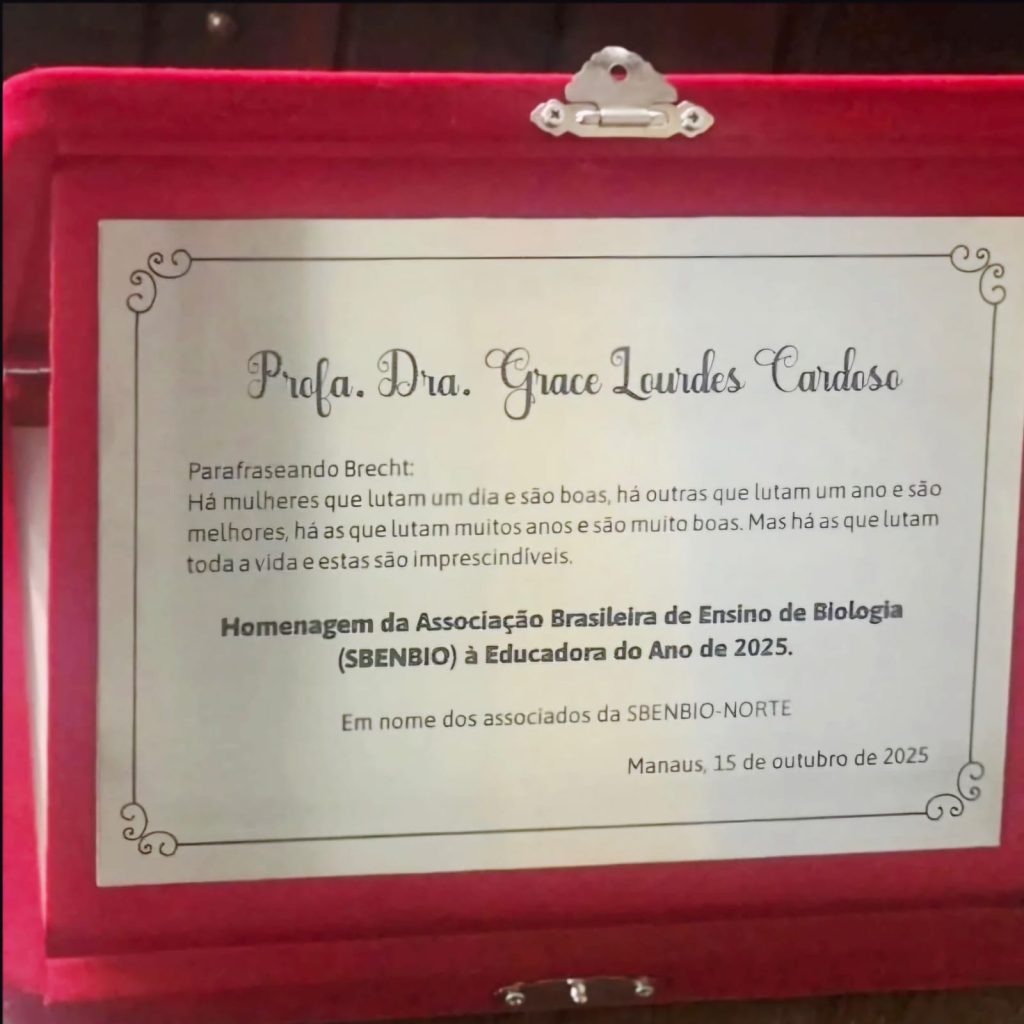 Profa. Dra. Grace Lourdes Cardoso
Parafraseando Brecht:
Há mulheres que lutam um dia e são boas, há outras que lutam um ano e são
melhores, há as que lutam muitos anos e são muito boas. Mas há as que lutam
toda a vida e estas são imprescindíveis.
Homenagem da Associação Brasileira de Ensino de Biologia
(SBENBIO) à Educadora do Ano de 2025.
Em nome dos associados da SBENBIO-NORTE
Manaus, 15 de outubro de 2025